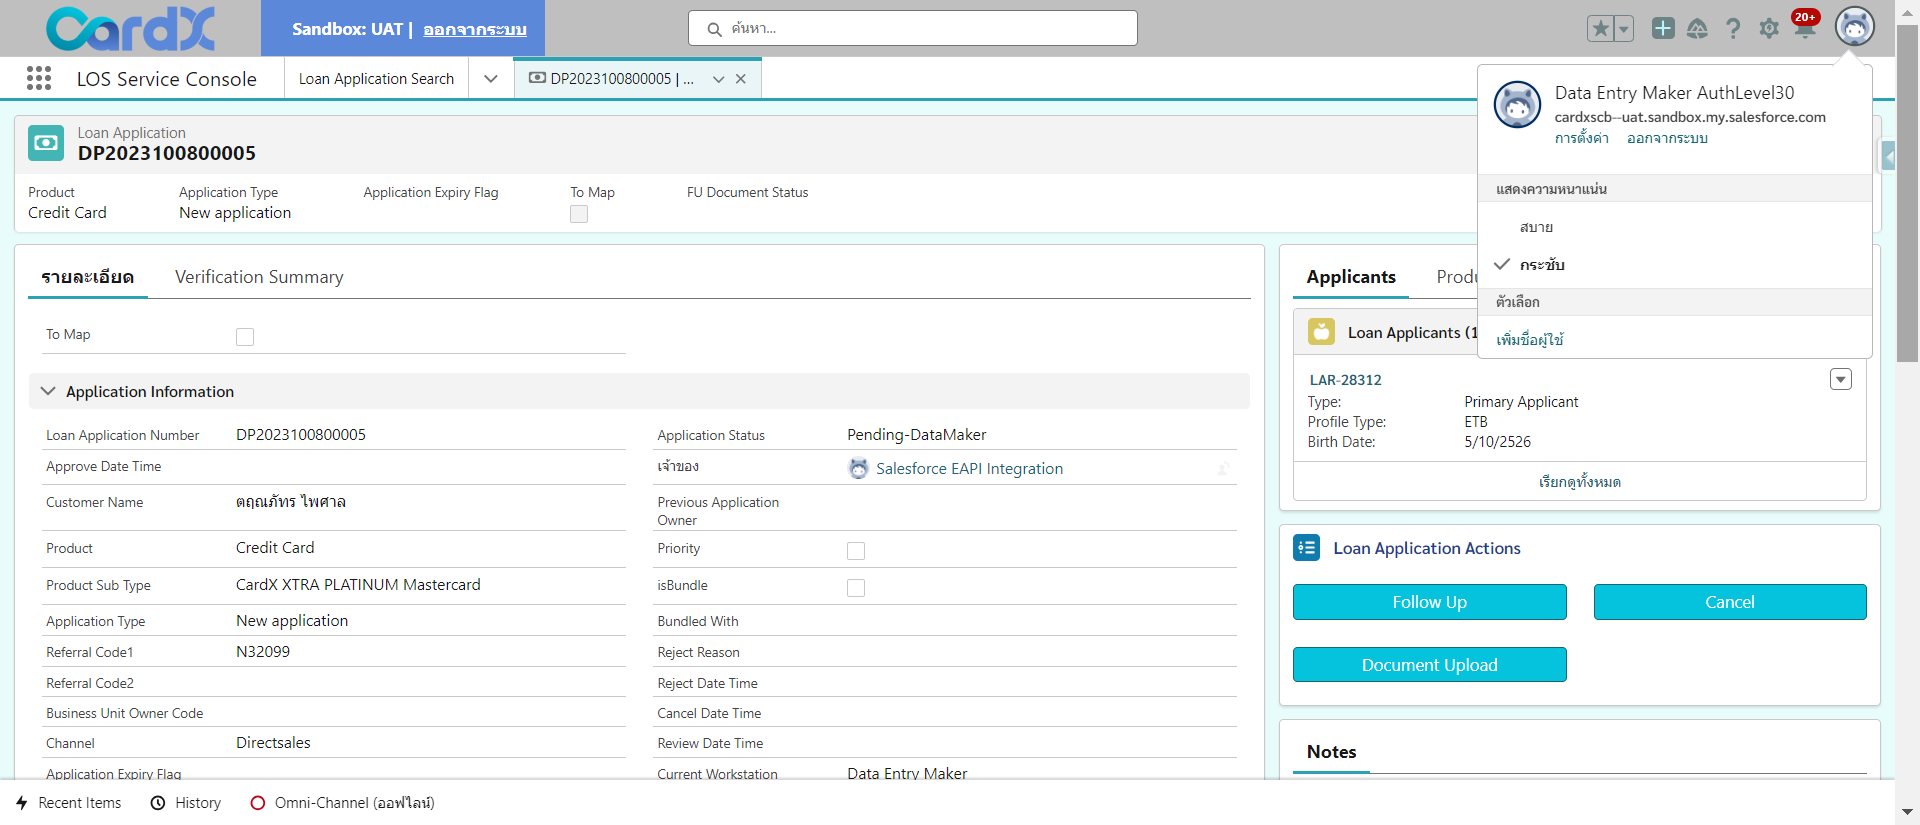 CardX
Sandbox: UAT | ออกจากระบบ
ค้นหา...
20+
LOS Service Console
Loan Application Search
DP2023100800005 | ...
Data Entry Maker AuthLevel30
cardxscb--uat.sandbox.my.salesforce.com
การตั้งค่า ออกจากระบบ
แสดงความหนาแน่น
สบาย
กระชับ
ตัวเลือก
เพิ่มชื่อผู้ใช้
Loan Application
DP2023100800005
Product
Credit Card
Application Type
New application
Application Expiry Flag
To Map
FU Document Status
รายละเอียด
Verification Summary
To Map
Application Information
Loan Application Number DP2023100800005
Approve Date Time
Customer Name ตฤณภัทร ไพศาล
Product Credit Card
Product Sub Type CardX XTRA PLATINUM Mastercard
Application Type New application
Referral Code1 N32099
Referral Code2
Business Unit Owner Code
Channel Directsales
Application Expiry Flag
Application Status Pending-DataMaker
เจ้าของ Salesforce EAPI Integration
Previous Application
Owner
Priority
isBundle
Bundled With
Reject Reason
Reject Date Time
Cancel Date Time
Review Date Time
Current Workstation Data Entry Maker
Applicants
Produ
Loan Applicants (1
LAR-28312
Type: Primary Applicant
Profile Type: ETB
Birth Date: 5/10/2526
เรียกดูทั้งหมด
Loan Application Actions
Follow Up
Cancel
Document Upload
Notes
Recent Items
History
Omni-Channel (ออฟไลน์)